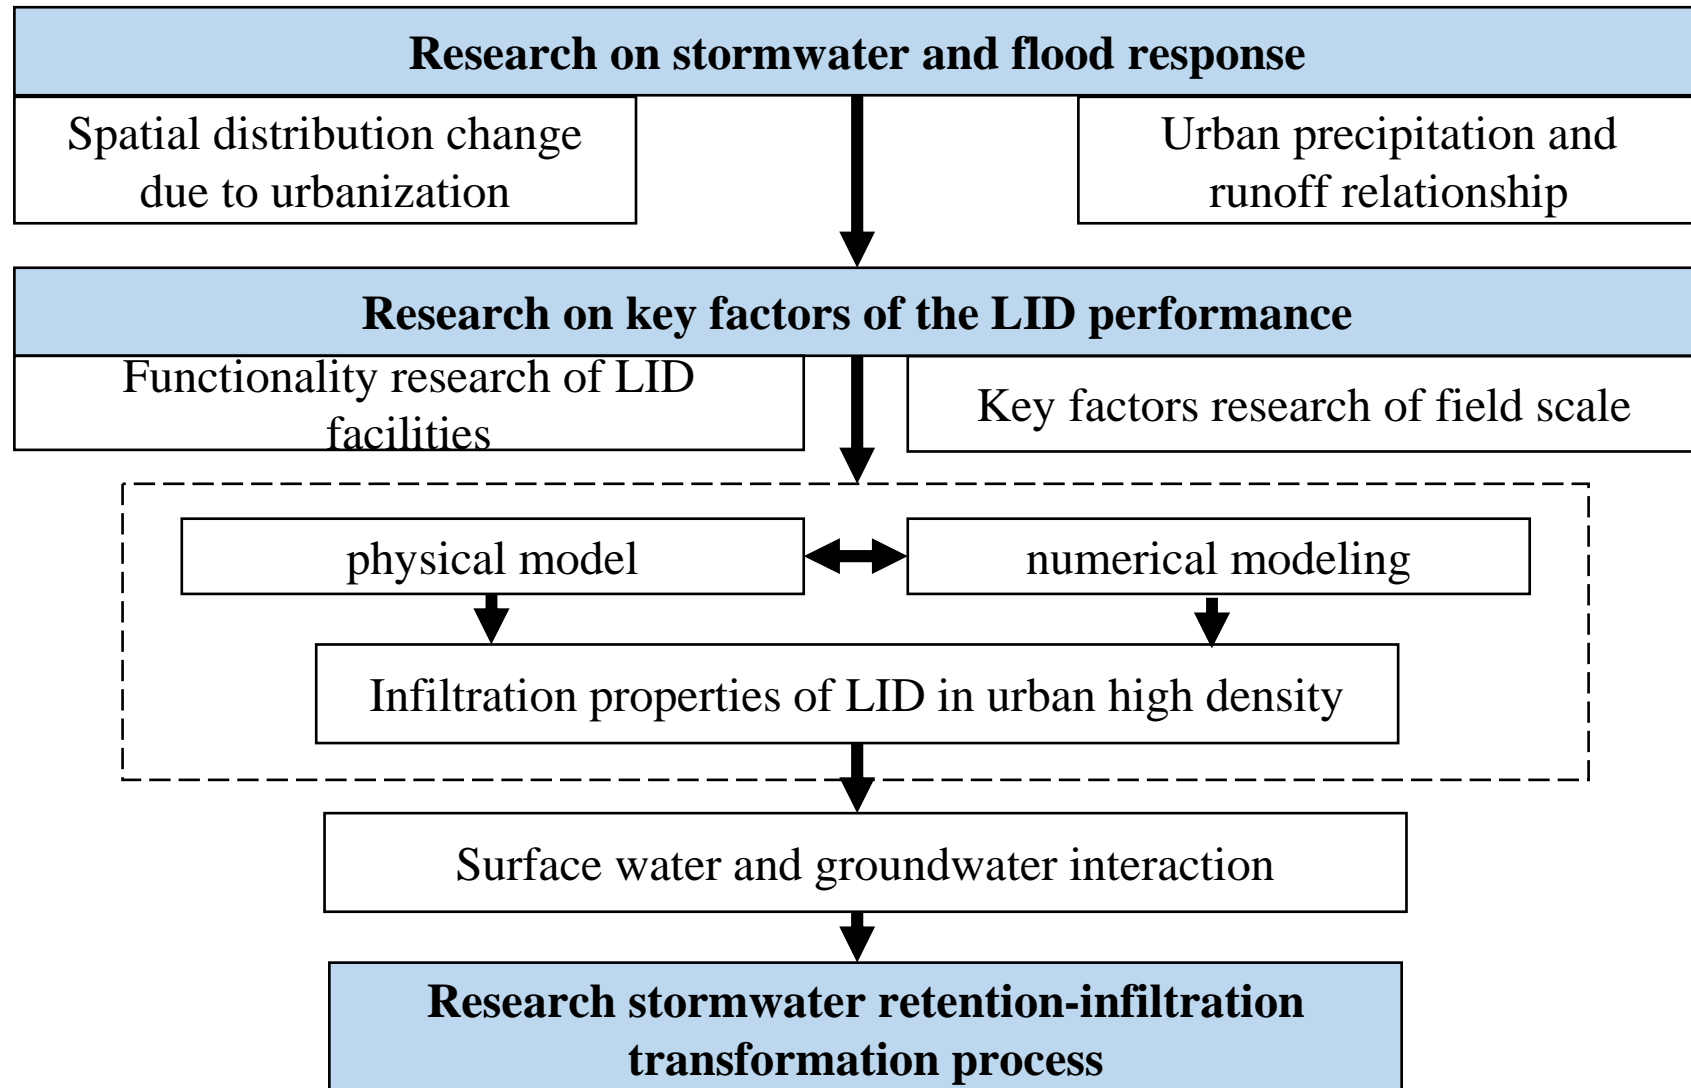 Research on stormwater and flood response
Spatial distribution change
due to urbanization
Urban precipitation and
runoff relationship
Research on key factors of the LID performance
Functionality research of LID
facilities
Key factors research of field scale
physical model
numerical modeling
Infiltration properties of LID in urban high density
Surface water and groundwater interaction
Research stormwater retention-infiltration
transformation process